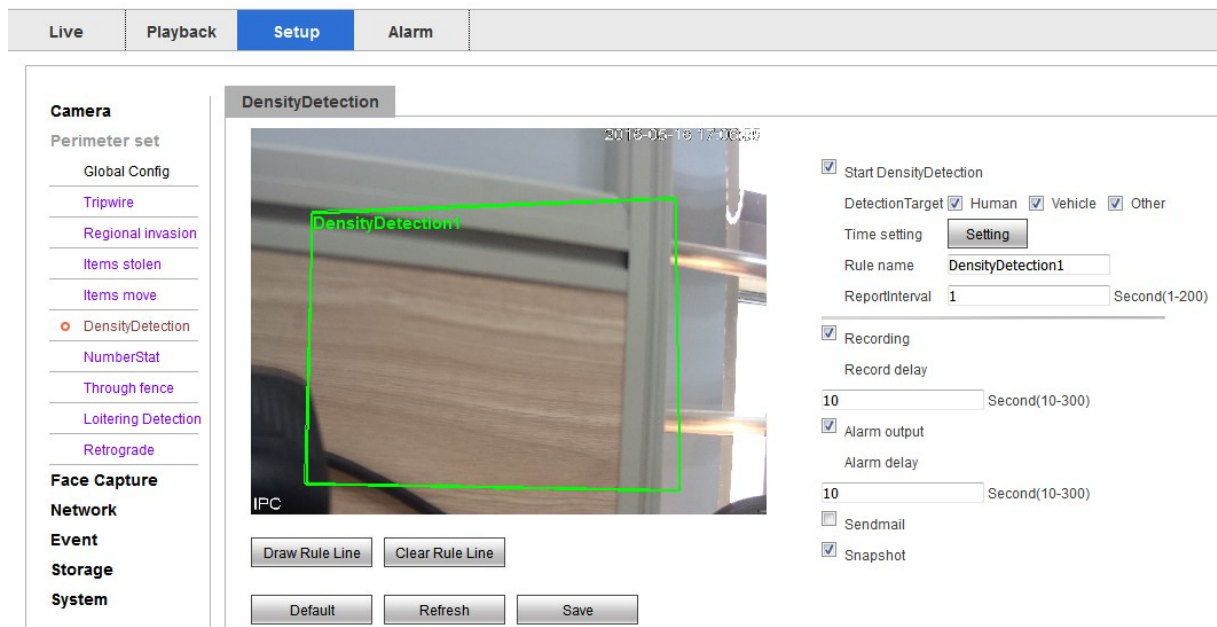 Live Playback Setup Alarm
Camera
Perimeter set
Global Config
Tripwire
Regional invasion
Items stolen
Items move
DensityDetection
NumberStat
Through fence
Loitering Detection
Retrograde
Face Capture
Network
Event
Storage
System
DensityDetection
DensityDetection1
IPC
Draw Rule Line Clear Rule Line
Default Refresh Save
Start DensityDetection
DetectionTarget Human Vehicle Other
Time setting Setting
Rule name DensityDetection1
ReportInterval 1 Second(1-200)
Recording
Record delay
10 Second(10-300)
Alarm output
Alarm delay
10 Second(10-300)
Sendmail
Snapshot